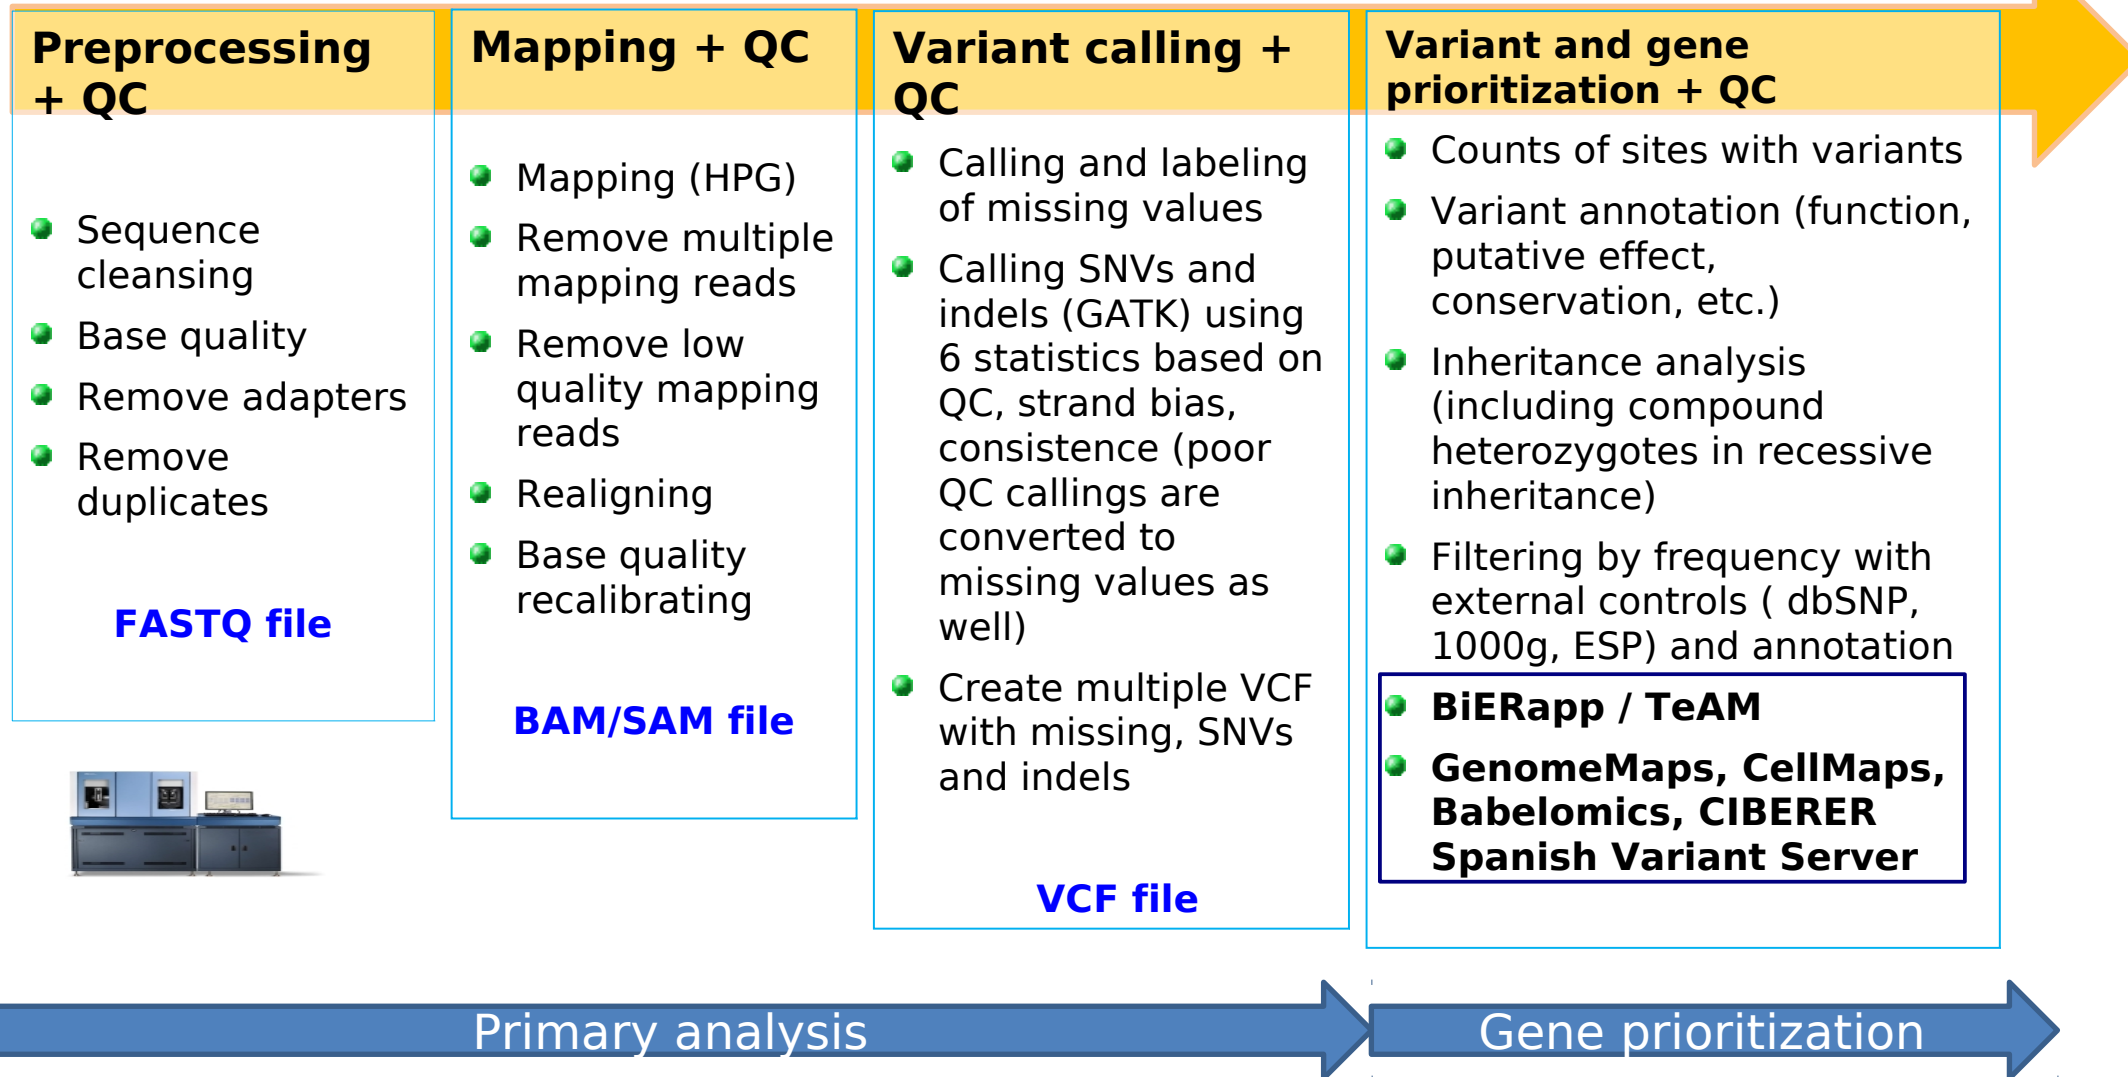 Preprocessing
+ QC
Sequence
cleansing
Base quality
Remove adapters
Remove
duplicates
FASTQ file
Mapping + QC
Mapping (HPG)
Remove multiple
mapping reads
Remove low
quality mapping
reads
Realigning
Base quality
recalibrating
BAM/SAM file
Variant calling +
QC
Calling and labeling
of missing values
Calling SNVs and
indels (GATK) using
6 statistics based on
QC, strand bias,
consistence (poor
QC callings are
converted to
missing values as
well)
Create multiple VCF
with missing, SNVs
and indels
VCF file
Variant and gene
prioritization + QC
Counts of sites with variants
Variant annotation (function,
putative effect,
conservation, etc.)
Inheritance analysis
(including compound
heterozygotes in recessive
inheritance)
Filtering by frequency with
external controls ( dbSNP,
1000g, ESP) and annotation
BiERapp / TeAM
GenomeMaps, CellMaps,
Babelomics, CIBERER
Spanish Variant Server
Primary analysis
Gene prioritization